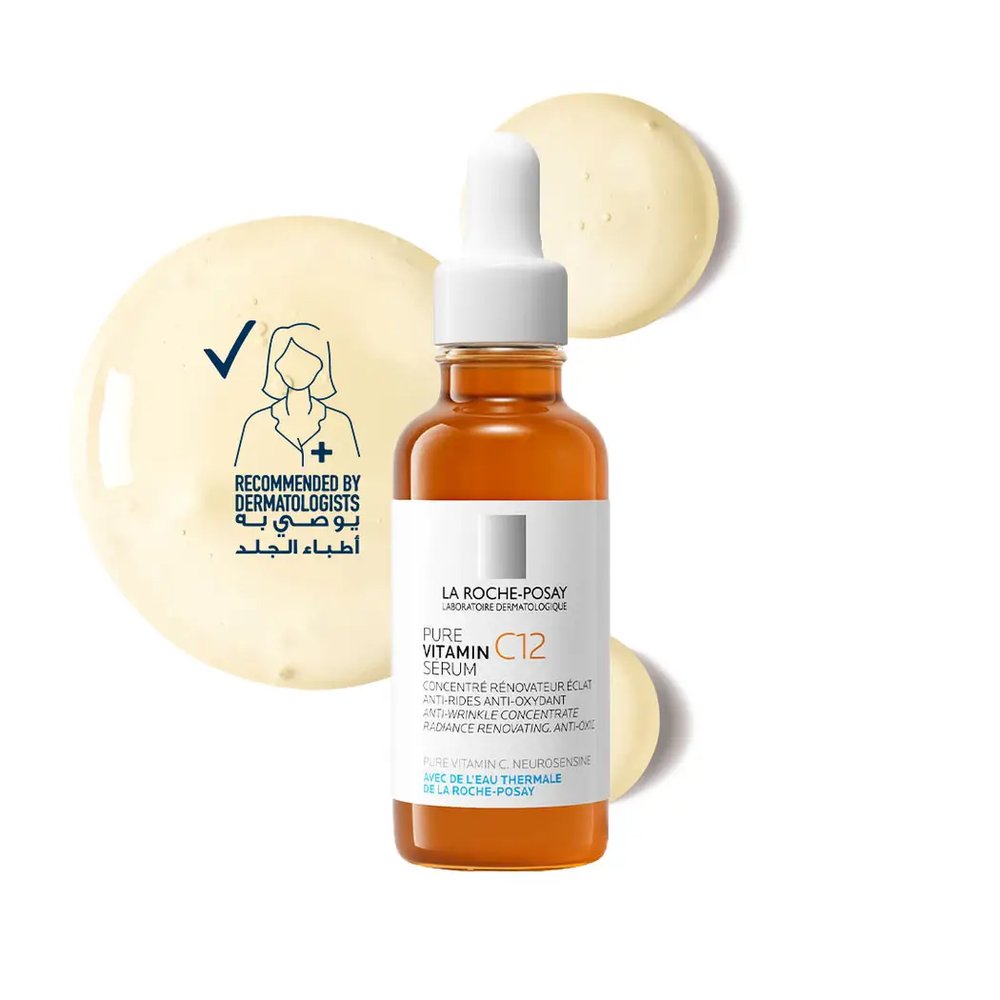 RECOMMENDED BY
DERMATOLOGISTS
يوصي به
أطباء الجلد
LA ROCHE-POSAY
LABORATOIRE DERMATOLOGIQUE
PURE
VITAMIN C12
SERUM
CONCENTRÉ RÉNOVATEUR ÉCLAT
ANTI-RIDES ANTI-OXYDANT
ANTI-WRINKLE CONCENTRATE
RADIANCE RENOVATING, ANTI-OXID
PURE VITAMIN C. NEUROSENSINE
AVEC DE L'EAU THERMALE
DE LA ROCHE-POSAY